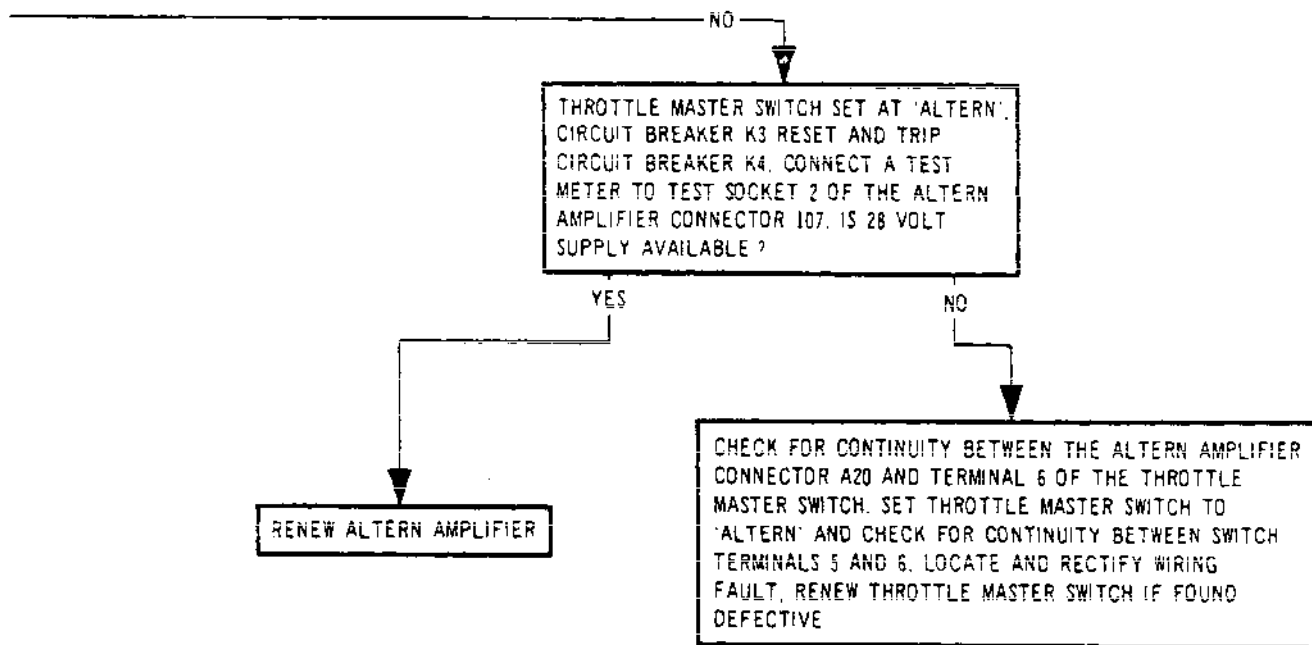 NO
THROTTLE MASTER SWITCH SET AT 'ALTERN',
CIRCUIT BREAKER K3 RESET AND TRIP
CIRCUIT BREAKER K4. CONNECT A TEST
METER TO TEST SOCKET 2 OF THE ALTERN
AMPLIFIER CONNECTOR 107. IS 28 VOLT
SUPPLY AVAILABLE ?
YES
NO
RENEW ALTERN AMPLIFIER
CHECK FOR CONTINUITY BETWEEN THE ALTERN AMPLIFIER
CONNECTOR A20 AND TERMINAL 6 OF THE THROTTLE
MASTER SWITCH. SET THROTTLE MASTER SWITCH TO
'ALTERN' AND CHECK FOR CONTINUITY BETWEEN SWITCH
TERMINALS 5 AND 6. LOCATE AND RECTIFY WIRING
FAULT, RENEW THROTTLE MASTER SWITCH IF FOUND
DEFECTIVE